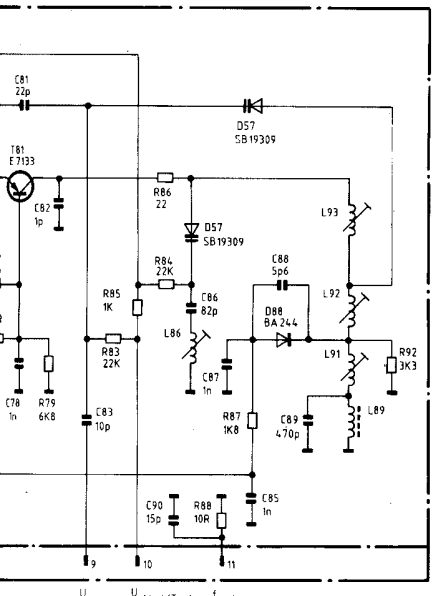 C81
22p
D57
SB19309
T81
E7133
R86
22
C82
1p
L93
D57
SB19309
R84
22K
C88
5p6
L92
R85
1K
C86
82p
D88
BA244
L86
R83
22K
C87
1n
L91
R92
3K3
C78
1n
R79
6K8
C83
10p
R87
1K8
C89
470p
L89
C90
15p
R88
10R
C85
1n
9
10
11